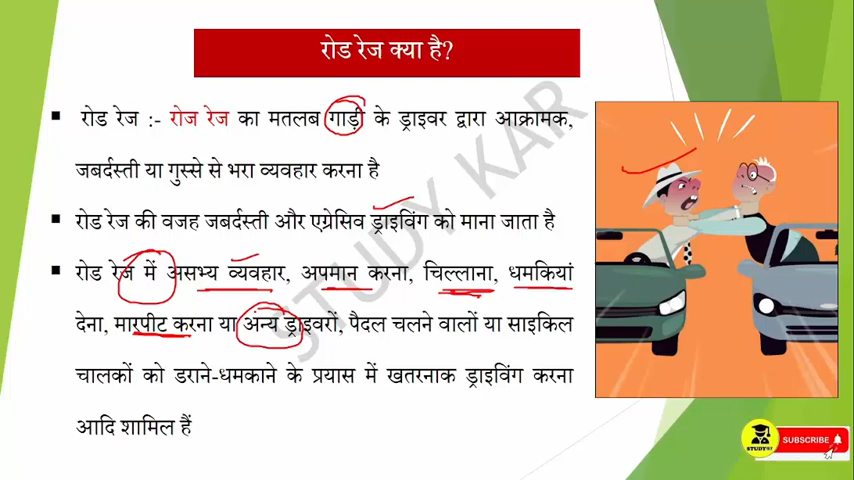 रोड रेज क्या है?
रोड रेज :- रोज रेज का मतलब गाड़ी के ड्राइवर द्वारा आक्रामक,
जबर्दस्ती या गुस्से से भरा व्यवहार करना है
रोड रेज की वजह जबर्दस्ती और एग्रेसिव ड्राइविंग को माना जाता है
रोड रेज में असभ्य व्यवहार, अपमान करना, चिल्लाना, धमकियां
देना, मारपीट करना या अन्य ड्राइवरों, पैदल चलने वालों या साइकिल
चालकों को डराने-धमकाने के प्रयास में खतरनाक ड्राइविंग करना
आदि शामिल हैं
STUDY KAR
SUBSCRIBE